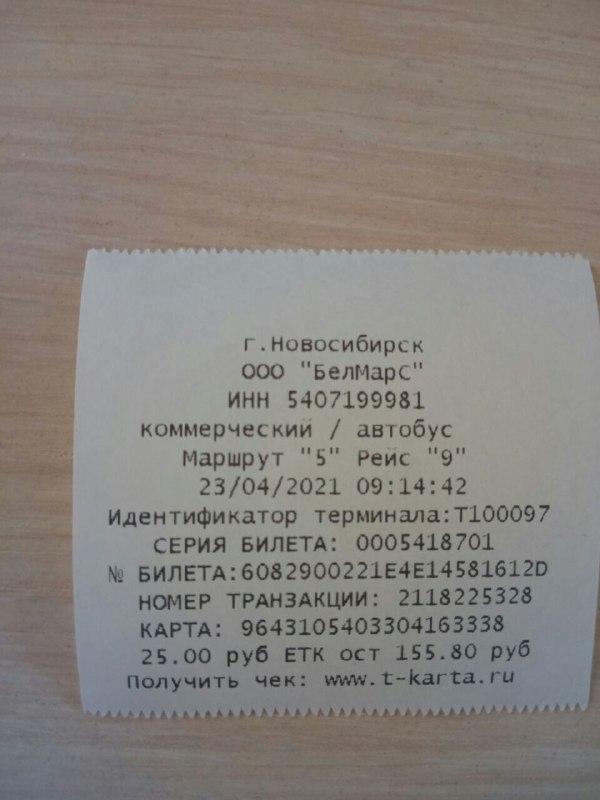 г.Новосибирск
ООО "БелМарС"
ИНН 5407199981
коммерческий / автобус
Маршрут "5" Рейс "9"
23/04/2021 09:14:42
Идентификатор терминала:Т100097
СЕРИЯ БИЛЕТА: 0005418701
№ БИЛЕТА:6082900221E4E14581612D
НОМЕР ТРАНЗАКЦИИ: 2118225328
КАРТА: 96431054033041633​38
25.00 руб ЕТК ост 155.80 руб
Получить чек: www.t-karta.ru